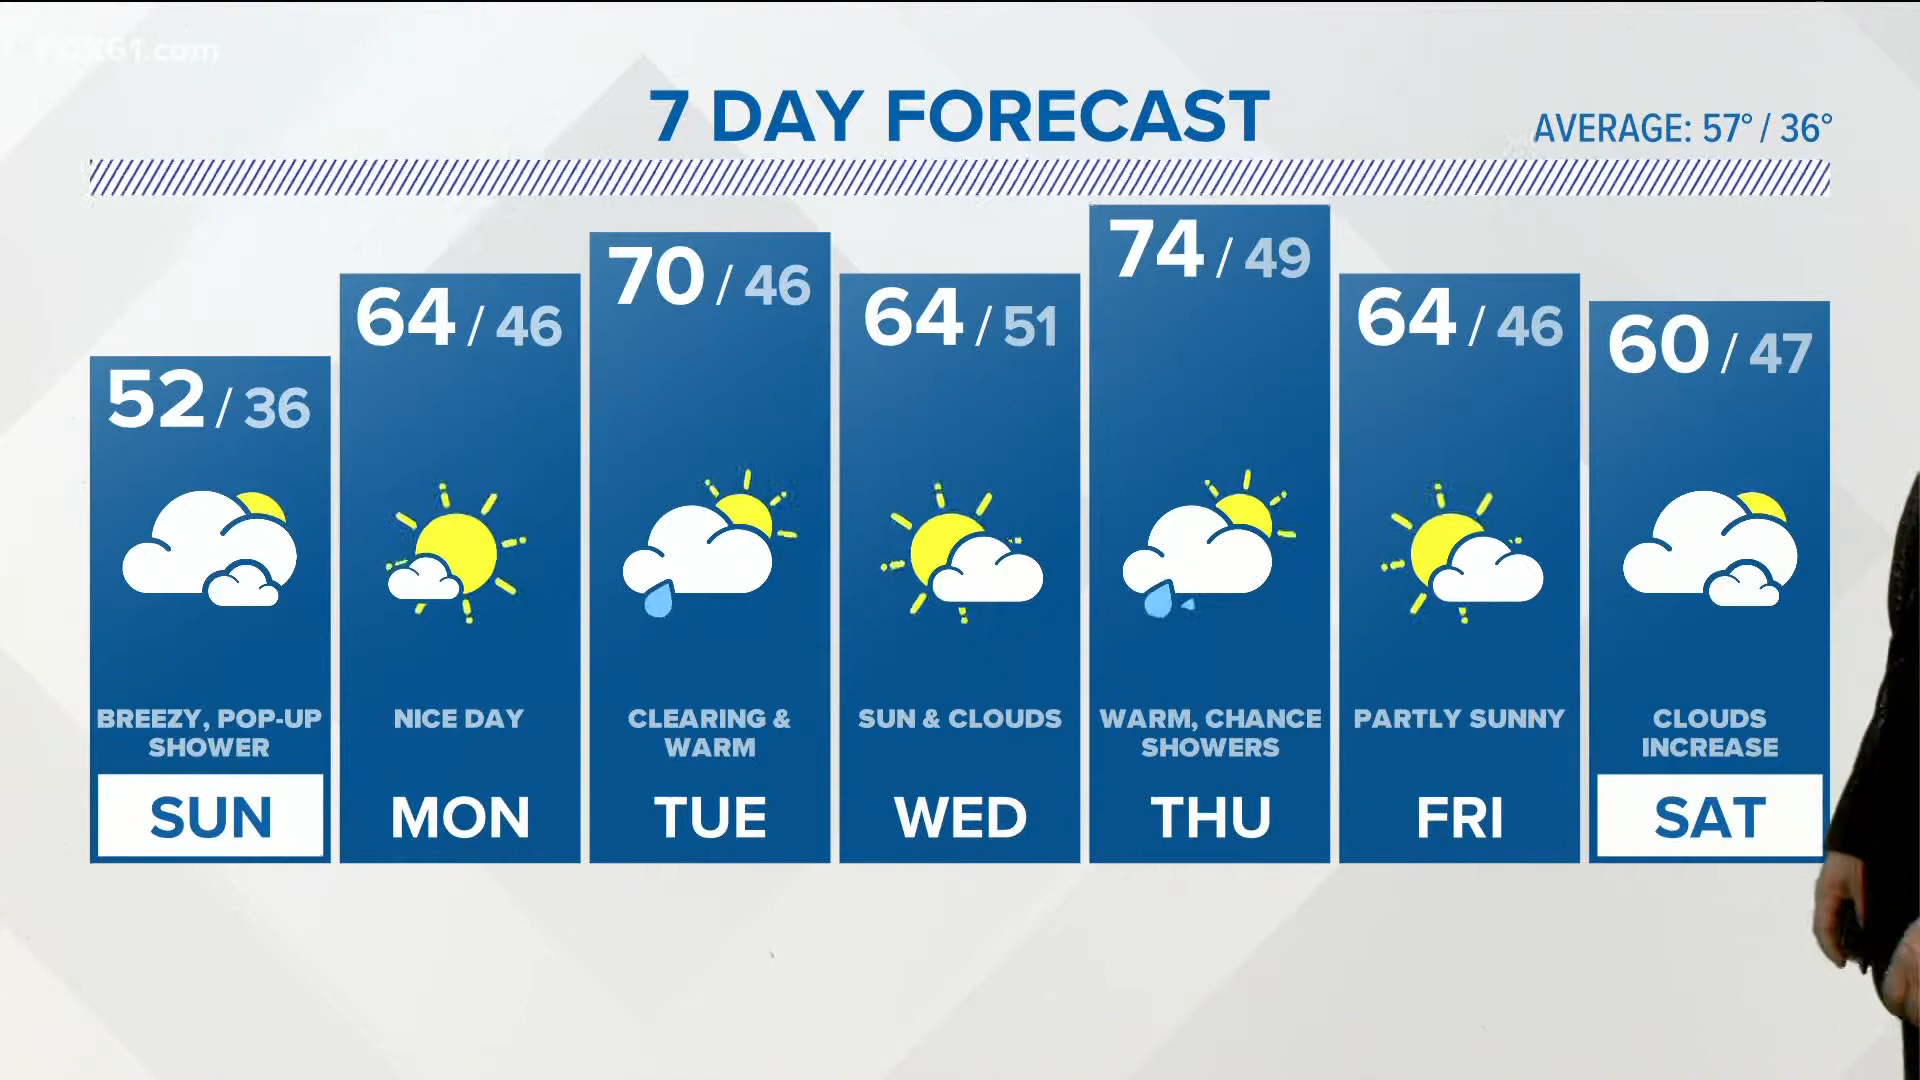 FOX61.com
7 DAY FORECAST
AVERAGE: 57° / 36°
52 / 36
64 / 46
70 / 46
64 / 51
74 / 49
64 / 46
60 / 47
BREEZY, POP-UP
SHOWER
NICE DAY
CLEARING &
WARM
SUN & CLOUDS
WARM, CHANCE
SHOWERS
PARTLY SUNNY
CLOUDS
INCREASE
SUN
MON
TUE
WED
THU
FRI
SAT